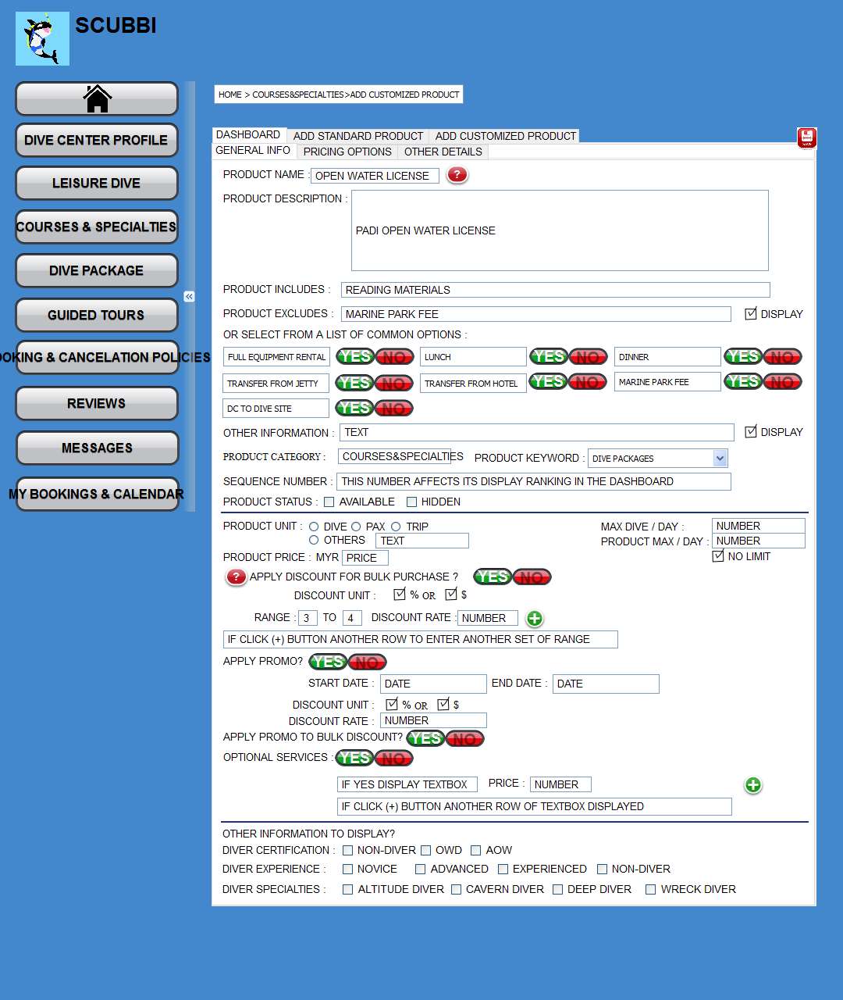 SCUBBI
HOME > COURSES&SPECIALTIES>ADD CUSTOMIZED PRODUCT
DIVE CENTER PROFILE
LEISURE DIVE
COURSES & SPECIALTIES
DIVE PACKAGE
GUIDED TOURS
OOKING & CANCELATION POLICIES
REVIEWS
MESSAGES
MY BOOKINGS & CALENDAR
DASHBOARD ADD STANDARD PRODUCT ADD CUSTOMIZED PRODUCT
GENERAL INFO PRICING OPTIONS OTHER DETAILS
PRODUCT NAME : OPEN WATER LICENSE ?
PRODUCT DESCRIPTION :
PADI OPEN WATER LICENSE
PRODUCT INCLUDES : READING MATERIALS
PRODUCT EXCLUDES : MARINE PARK FEE DISPLAY
OR SELECT FROM A LIST OF COMMON OPTIONS :
FULL EQUIPMENT RENTAL YES NO LUNCH YES NO DINNER YES NO
TRANSFER FROM JETTY YES NO TRANSFER FROM HOTEL YES NO MARINE PARK FEE YES NO
DC TO DIVE SITE YES NO
OTHER INFORMATION : TEXT DISPLAY
PRODUCT CATEGORY : COURSES&SPECIALTIES PRODUCT KEYWORD : DIVE PACKAGES
SEQUENCE NUMBER : THIS NUMBER AFFECTS ITS DISPLAY RANKING IN THE DASHBOARD
PRODUCT STATUS : AVAILABLE HIDDEN
PRODUCT UNIT : DIVE PAX TRIP MAX DIVE / DAY : NUMBER
OTHERS TEXT PRODUCT MAX / DAY : NUMBER
PRODUCT PRICE : MYR PRICE NO LIMIT
? APPLY DISCOUNT FOR BULK PURCHASE ? YES NO
DISCOUNT UNIT : % OR $
RANGE : 3 TO 4 DISCOUNT RATE : NUMBER
IF CLICK (+) BUTTON ANOTHER ROW TO ENTER ANOTHER SET OF RANGE
APPLY PROMO? YES NO
START DATE : DATE END DATE : DATE
DISCOUNT UNIT : % OR $
DISCOUNT RATE : NUMBER
APPLY PROMO TO BULK DISCOUNT? YES NO
OPTIONAL SERVICES : YES NO
IF YES DISPLAY TEXTBOX PRICE : NUMBER
IF CLICK (+) BUTTON ANOTHER ROW OF TEXTBOX DISPLAYED
OTHER INFORMATION TO DISPLAY?
DIVER CERTIFICATION : NON-DIVER OWD AOW
DIVER EXPERIENCE : NOVICE ADVANCED EXPERIENCED NON-DIVER
DIVER SPECIALTIES : ALTITUDE DIVER CAVERN DIVER DEEP DIVER WRECK DIVER